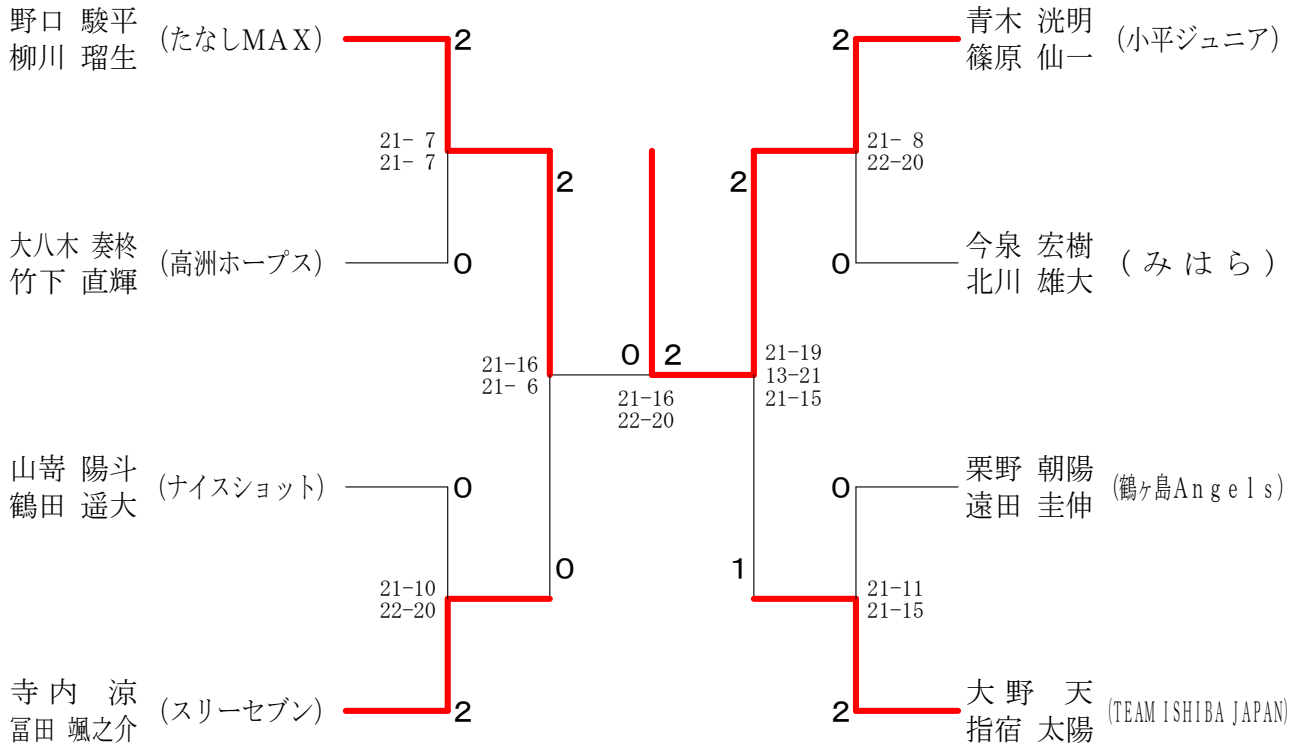 野口 駿平
柳川 瑠生
(たなしMAX)
2
2
青木 洸明
篠原 仙一
(小平ジュニア)
21- 7
21- 7
2
2
21- 8
22-20
大八木 奏柊
竹下 直輝
(高洲ホープス)
0
0
今泉 宏樹
北川 雄大
(みはら)
21-16
21- 6
0
2
21-16
22-20
21-19
13-21
21-15
山嵜 陽斗
鶴田 遥大
(ナイスショット)
0
0
栗野 朝陽
遠田 圭伸
(鶴ヶ島Angels)
21-10
22-20
0
1
21-11
21-15
寺内 涼
冨田 颯之介
(スリーセブン)
2
2
大野 天
指宿 太陽
(TEAM ISHIBA JAPAN)